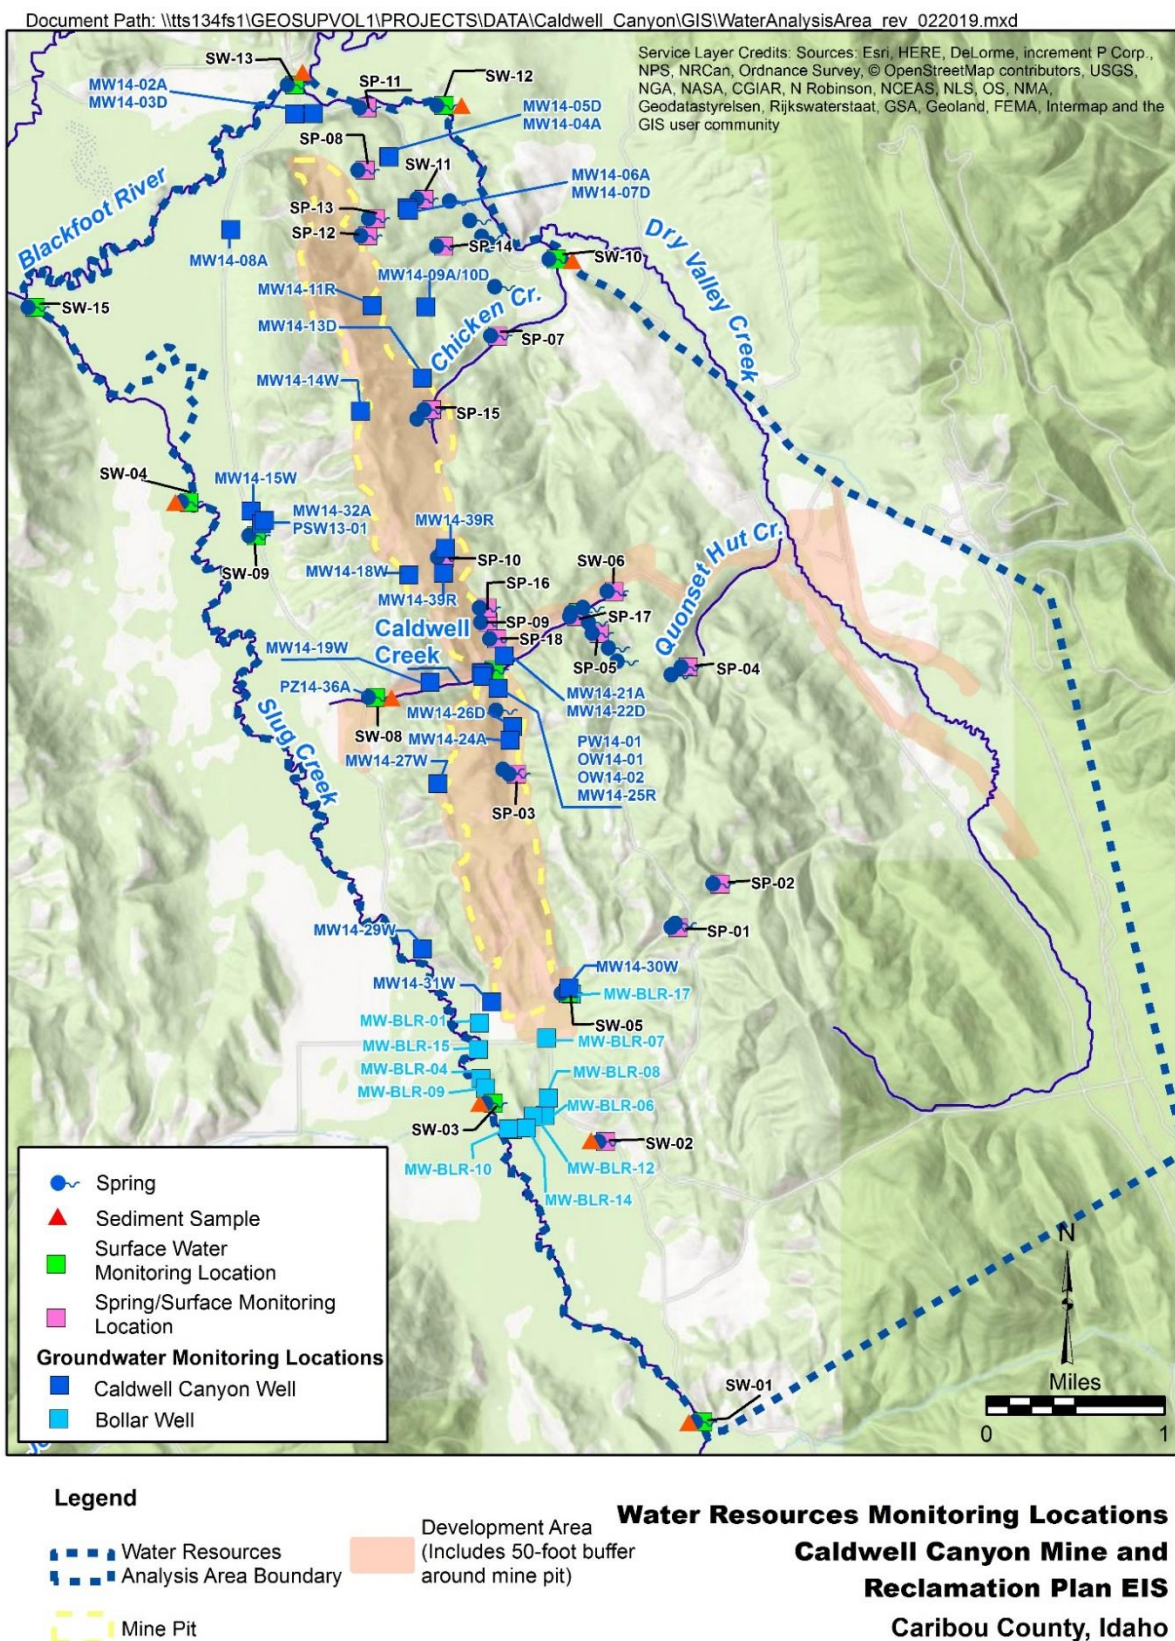 Document Path: \\tts134fs1\GEOSUPVOL1\PROJECTS\DATA\Caldwell_Canyon\GIS\WaterAnalysisArea_rev_022019.mxd
Service Layer Credits: Sources: Esri, HERE, DeLorme, increment P Corp.,
NPS, NRCan, Ordnance Survey, © OpenStreetMap contributors, USGS,
NGA, NASA, CGIAR, N Robinson, NCEAS, NLS, OS, NMA,
Geodatastyrelsen, Rijkswaterstaat, GSA, Geoland, FEMA, Intermap and the
GIS user community
SW-13
MW14-02A
MW14-03D
SP-11
SW-12
MW14-05D
MW14-04A
SP-08
SW-11
MW14-06A
MW14-07D
Blackfoot River
SP-13
SP-12
SP-14
SW-10
Dry Valley Creek
MW14-08A
MW14-09A/10D
MW14-11R
SW-15
Chicken Cr.
MW14-13D
SP-07
MW14-14W
SP-15
SW-04
MW14-15W
MW14-32A
PSW13-01
SW-09
MW14-39R
SP-10
MW14-18W
MW14-39R
SP-16
SW-06
SP-09
SP-17
Quonset Hut Cr.
Caldwell
Creek
SP-18
SP-05
SP-04
MW14-19W
PZ14-36A
MW14-21A
MW14-22D
SW-08
MW14-26D
MW14-24A
PW14-01
OW14-01
OW14-02
MW14-25R
Slug Creek
MW14-27W
SP-03
SP-02
SP-01
MW14-29W
MW14-30W
MW14-31W
MW-BLR-17
SW-05
MW-BLR-01
MW-BLR-07
MW-BLR-15
MW-BLR-04
MW-BLR-08
MW-BLR-09
MW-BLR-06
SW-03
SW-02
MW-BLR-10
MW-BLR-12
MW-BLR-14
SW-01
Spring
Sediment Sample
Surface Water
Monitoring Location
Spring/Surface Monitoring
Location
Groundwater Monitoring Locations
Caldwell Canyon Well
Bollar Well
N
Miles
0 1
Legend
Water Resources
Analysis Area Boundary
Development Area
(Includes 50-foot buffer
around mine pit)
Mine Pit
Water Resources Monitoring Locations
Caldwell Canyon Mine and
Reclamation Plan EIS
Caribou County, Idaho